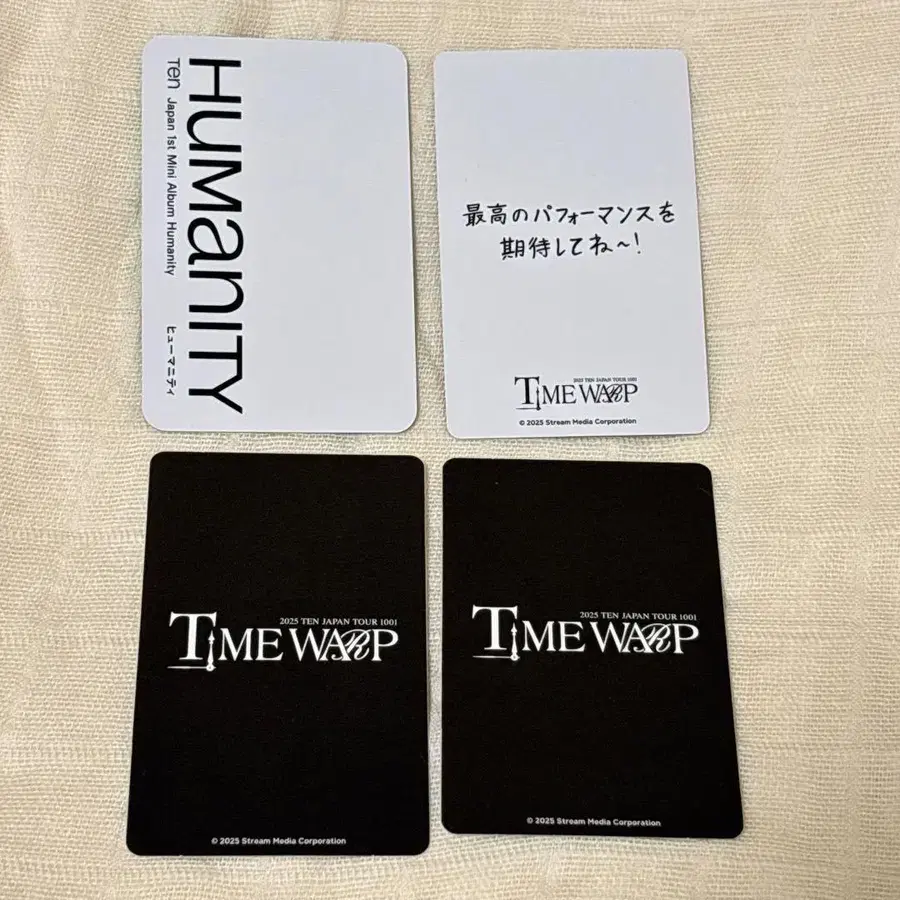 HUMANITY
Ten Japan 1st Mini Album Humanity ヒューマニティ
最高のパフォーマンスを
期待してね〜!
2025 TEN JAPAN TOUR 1001
TIME WARP
© 2025 Stream Media Corporation
2025 TEN JAPAN TOUR 1001
TIME WARP
© 2025 Stream Media Corporation
2025 TEN JAPAN TOUR 1001
TIME WARP
© 2025 Stream Media Corporation